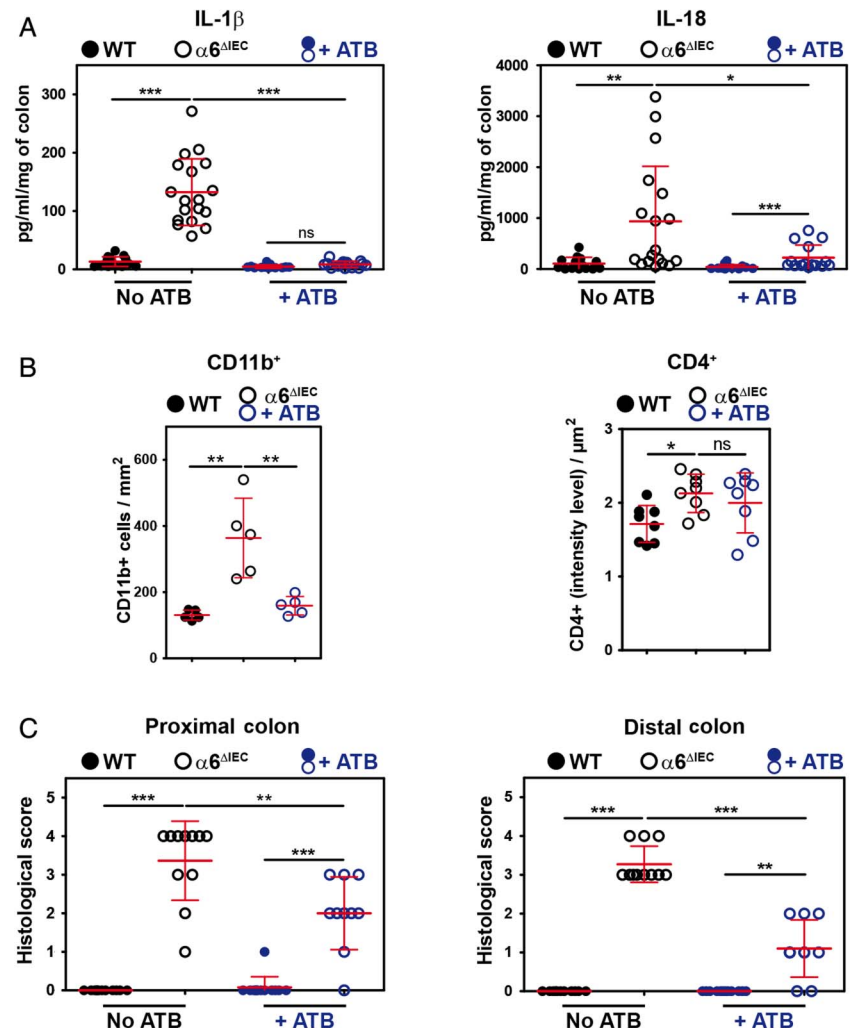 A
IL-1β
WT α6ΔIEC + ATB
pg/ml/mg of colon
300
200
100
0
*** ***
ns
No ATB + ATB
IL-18
WT α6ΔIEC + ATB
pg/ml/mg of colon
4000
3000
2000
1000
0
** *
***
No ATB + ATB
B
CD11b+
α6ΔIEC
WT + ATB
CD11b+ cells / mm²
600
400
200
0
** **
CD4+
α6ΔIEC
WT + ATB
CD4+ (intensity level) / µm²
3
2
1
0
* ns
C
Proximal colon
WT α6ΔIEC + ATB
Histological score
5
4
3
2
1
0
*** **
***
No ATB + ATB
Distal colon
WT α6ΔIEC + ATB
Histological score
5
4
3
2
1
0
*** ***
**
No ATB + ATB